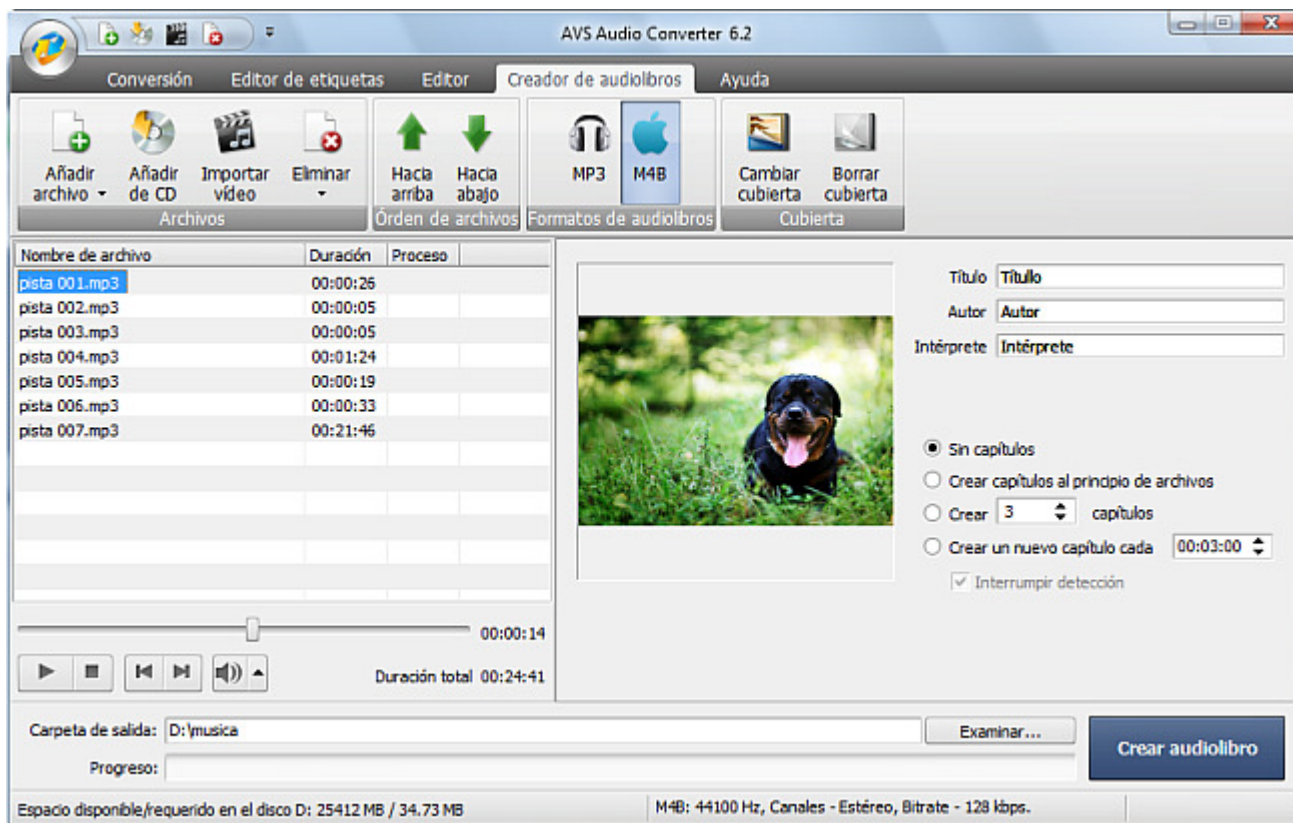 AVS Audio Converter 6.2
Conversión Editor de etiquetas Editor Creador de audiolibros Ayuda
Añadir archivo Añadir de CD Importar vídeo Eliminar Hacia arriba Hacia abajo MP3 M4B Cambiar cubierta Borrar cubierta
Archivos Órden de archivos Formatos de audiolibros Cubierta
Nombre de archivo Duración Proceso
pista 001.mp3 00:00:26
pista 002.mp3 00:00:05
pista 003.mp3 00:00:05
pista 004.mp3 00:01:24
pista 005.mp3 00:00:19
pista 006.mp3 00:00:33
pista 007.mp3 00:21:46
00:00:14
Duración total 00:24:41
Título Títullo
Autor Autor
Intérprete Intérprete
Sin capítulos
Crear capítulos al principio de archivos
Crear 3 capítulos
Crear un nuevo capítulo cada 00:03:00
Interrumpir detección
Carpeta de salida: D:\musica Examinar...
Crear audiolibro
Progreso:
Espacio disponible/requerido en el disco D: 25412 MB / 34.73 MB M4B: 44100 Hz, Canales - Estéreo, Bitrate - 128 kbps.